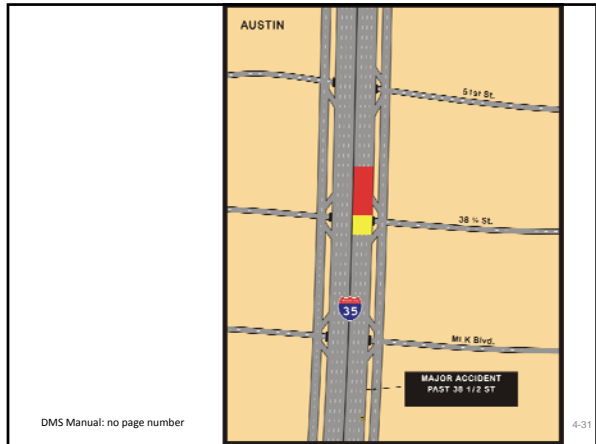 AUSTIN
51st St.
38 ½ St.
35
MLK Blvd.
MAJOR ACCIDENT
PAST 38 1/2 ST
DMS Manual: no page number
4-31